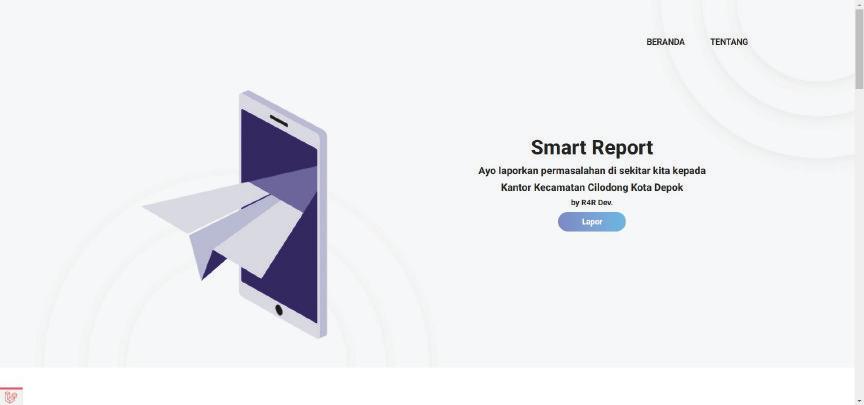 BERANDA TENTANG
Smart Report
Ayo laporkan permasalahan di sekitar kita kepada
Kantor Kecamatan Cilodong Kota Depok
by R4R Dev.
Lapor